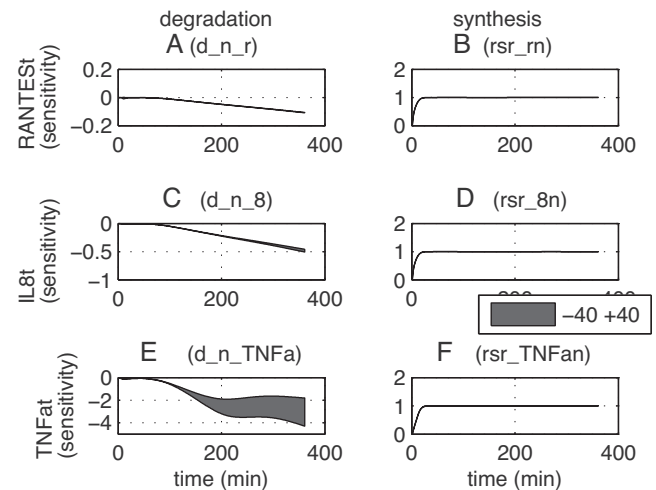 degradation synthesis
A (d_n_r) B (rsr_rn)
RANTESt
(sensitivity)
0.2
0
−0.2
0 200 400
2
1
0
0 200 400
C (d_n_8) D (rsr_8n)
IL8t
(sensitivity)
0
−0.5
−1
0 200 400
2
1
0
0 200 400
−40 +40
E (d_n_TNFa) F (rsr_TNFan)
TNFat
(sensitivity)
0
−2
−4
0 200 400
time (min)
2
1
0
0 200 400
time (min)